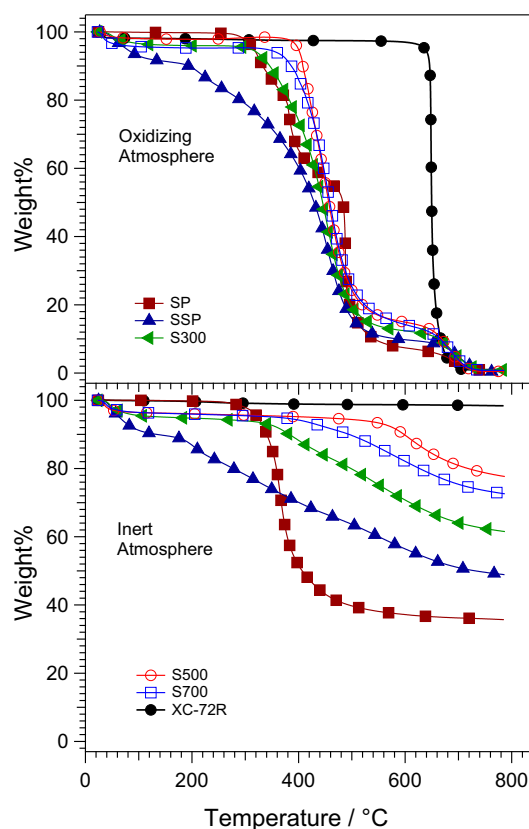 100
80
60
40
20
0
Weight%
Oxidizing
Atmosphere
SP
SSP
S300
100
80
60
40
20
0
Weight%
Inert
Atmosphere
S500
S700
XC-72R
0 200 400 600 800
Temperature / °C